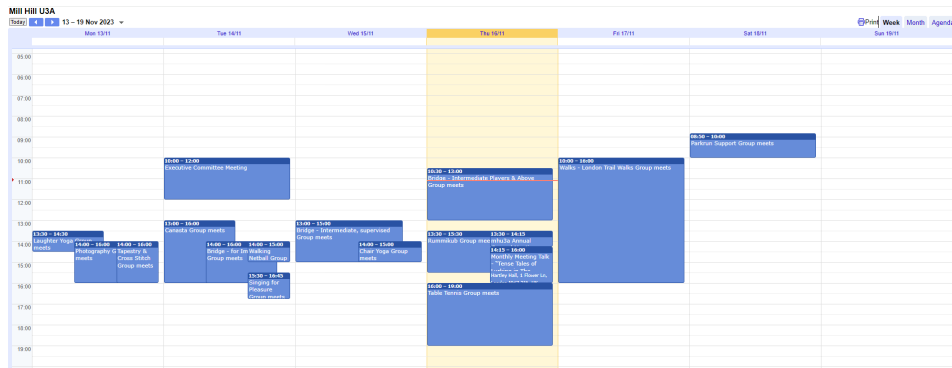 Mill Hill U3A
Today 13 – 19 Nov 2023 Print Week Month Agenda
Mon 13/11 Tue 14/11 Wed 15/11 Thu 16/11 Fri 17/11 Sat 18/11 Sun 19/11
05:00
06:00
07:00
08:00
09:00
10:00
11:00
12:00
13:00
14:00
15:00
16:00
17:00
18:00
19:00
13:30 – 14:30
Laughter Yoga Group
meets
14:00 – 16:00
Photography G
meets
14:00 – 16:00
Tapestry &
Cross Stitch
Group meets
10:00 – 12:00
Executive Committee Meeting
13:00 – 16:00
Canasta Group meets
14:00 – 16:00
Bridge - for Im
Group meets
14:00 – 15:00
Walking
Netball Group
15:30 – 16:45
Singing for
Pleasure
Group meets
13:00 – 15:00
Bridge - Intermediate, supervised
Group meets
14:00 – 15:00
Chair Yoga Group
meets
10:30 – 13:00
Bridge - Intermediate Players & Above
Group meets
13:30 – 15:30
Rummikub Group mee
13:30 – 14:15
mhu3a Annual
14:15 – 16:00
Monthly Meeting Talk
- "Tense Tales of
Hartley Hall, 1 Flower Ln,
16:00 – 19:00
Table Tennis Group meets
10:00 – 16:00
Walks - London Trail Walks Group meets
08:50 – 10:00
Parkrun Support Group meets